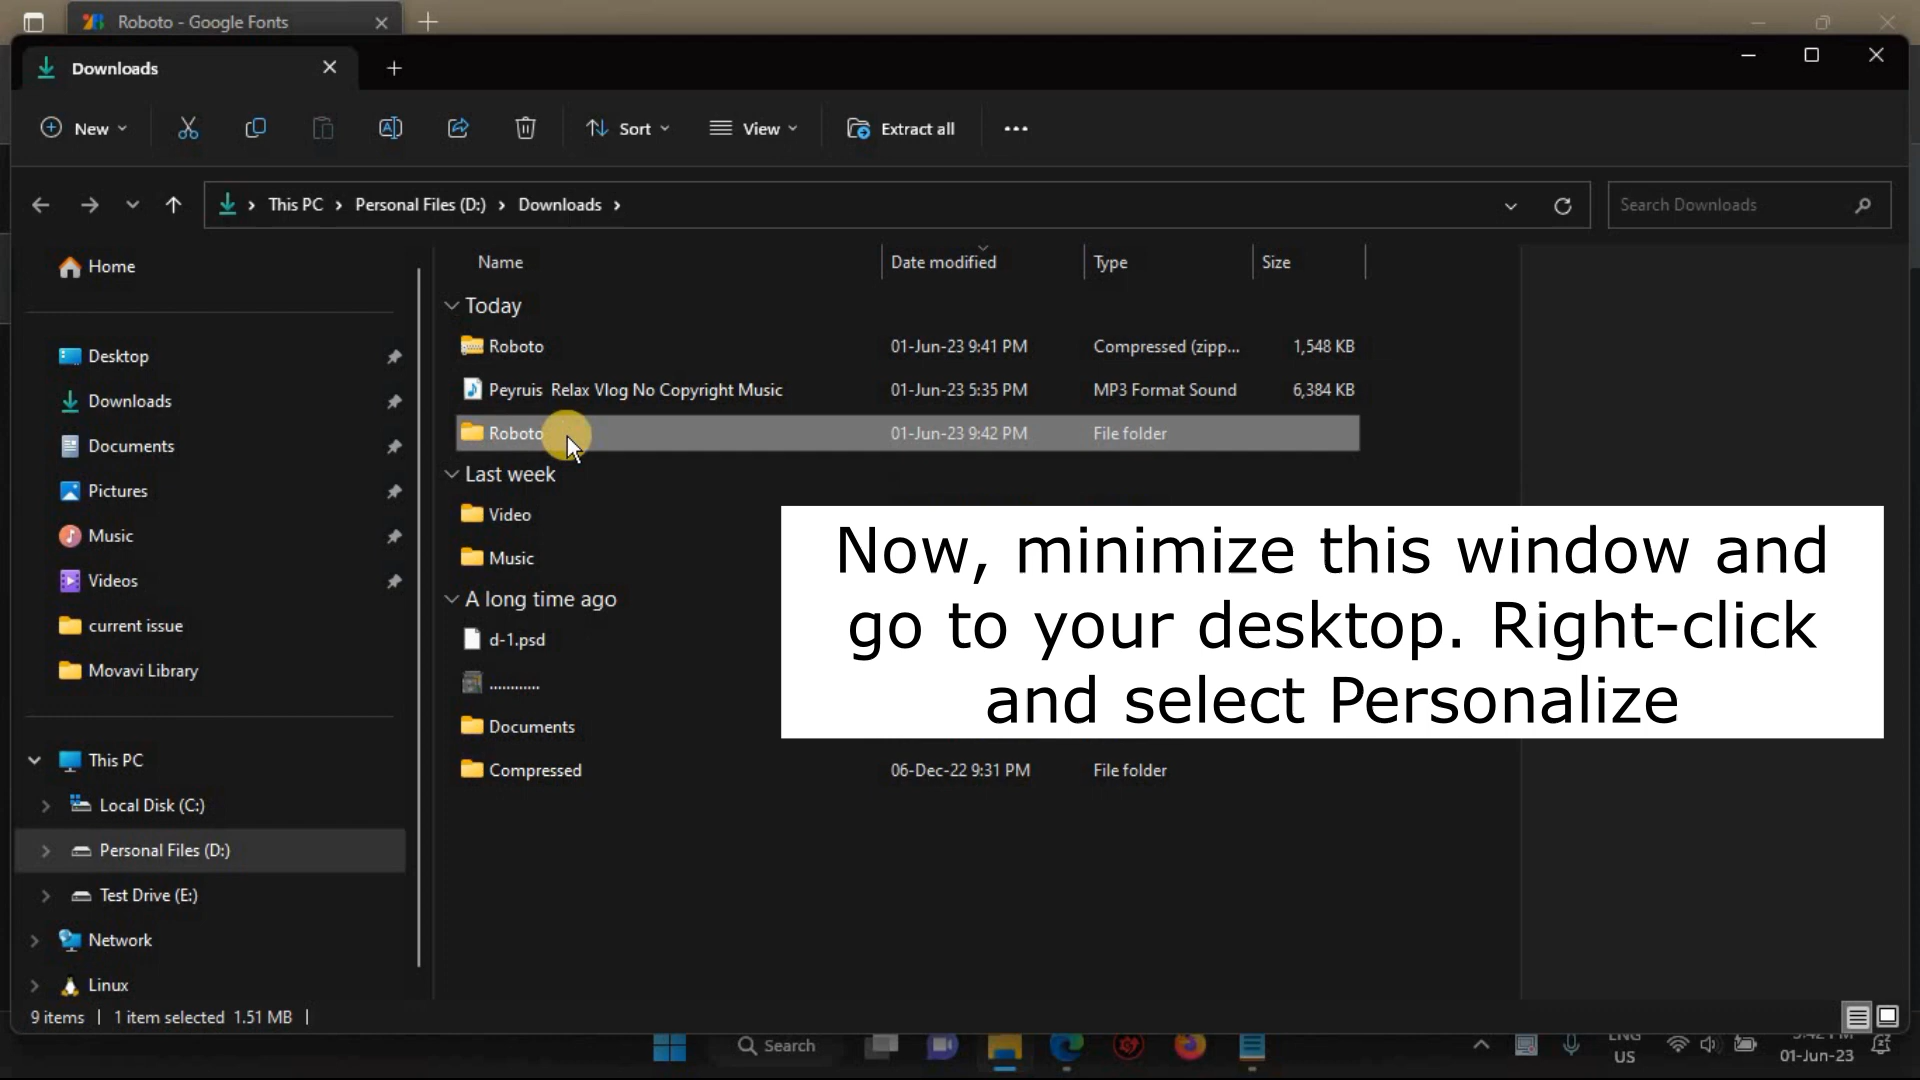 Roboto - Google Fonts
Downloads
New
Sort
View
Extract all
This PC > Personal Files (D:) > Downloads >
Search Downloads
Name Date modified Type Size
Home
Today
Roboto 01-Jun-23 9:41 PM Compressed (zipp... 1,548 KB
Desktop
Peyruis Relax Vlog No Copyright Music 01-Jun-23 5:35 PM MP3 Format Sound 6,384 KB
Downloads
Roboto 01-Jun-23 9:42 PM File folder
Documents
Last week
Pictures
Video
Music
Music
Videos
A long time ago
current issue
d-1.psd
Movavi Library
............
Documents
This PC
Compressed 06-Dec-22 9:31 PM File folder
Local Disk (C:)
Personal Files (D:)
Test Drive (E:)
Network
Linux
Now, minimize this window and
go to your desktop. Right-click
and select Personalize
9 items | 1 item selected 1.51 MB |
Search
ENG
US
01-Jun-23